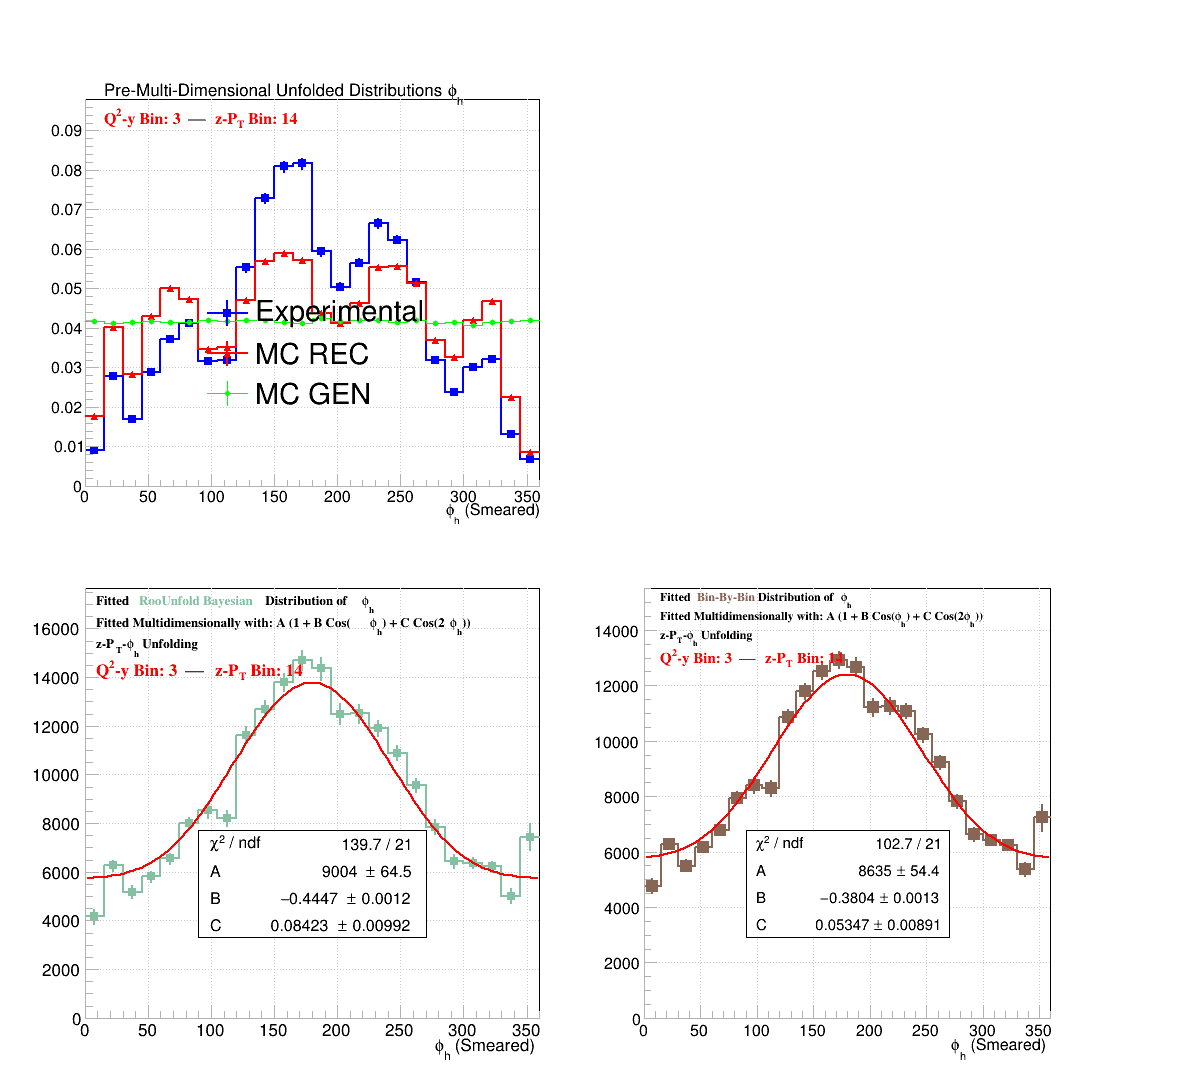 Pre-Multi-Dimensional Unfolded Distributions ϕh
Q2-y Bin: 3 — z-PT Bin: 14
0.09
0.08
0.07
0.06
0.05
0.04
0.03
0.02
0.01
0
Experimental
MC REC
MC GEN
0 50 100 150 200 250 300 350
ϕh (Smeared)
Fitted RooUnfold Bayesian Distribution of ϕh
Fitted Multidimensionally with: A (1 + B Cos( ϕh) + C Cos(2 ϕh))
z-PT-ϕh Unfolding
Q2-y Bin: 3 — z-PT Bin: 14
16000
14000
12000
10000
8000
6000
4000
2000
0
χ2 / ndf 139.7 / 21
A 9004 ± 64.5
B −0.4447 ± 0.0012
C 0.08423 ± 0.00992
0 50 100 150 200 250 300 350
ϕh (Smeared)
Fitted Bin-By-Bin Distribution of ϕh
Fitted Multidimensionally with: A (1 + B Cos(ϕh) + C Cos(2ϕh))
z-PT-ϕh Unfolding
Q2-y Bin: 3 — z-PT Bin: 14
14000
12000
10000
8000
6000
4000
2000
0
χ2 / ndf 102.7 / 21
A 8635 ± 54.4
B −0.3804 ± 0.0013
C 0.05347 ± 0.00891
0 50 100 150 200 250 300 350
ϕh (Smeared)